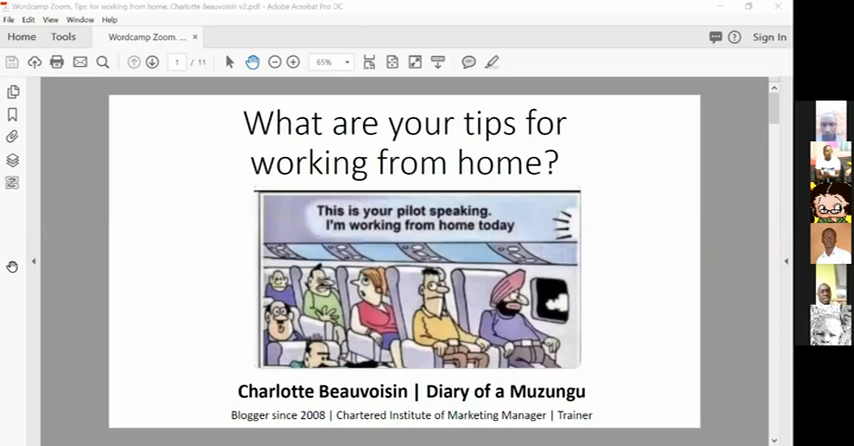 Wordcamp Zoom. Tips for working from home. Charlotte Beauvoisin v2.pdf - Adobe Acrobat Pro DC
File Edit View Window Help
Home Tools Wordcamp Zoom. ... × Sign In
1 / 11 65%
What are your tips for
working from home?
This is your pilot speaking.
I'm working from home today
Charlotte Beauvoisin | Diary of a Muzungu
Blogger since 2008 | Chartered Institute of Marketing Manager | Trainer